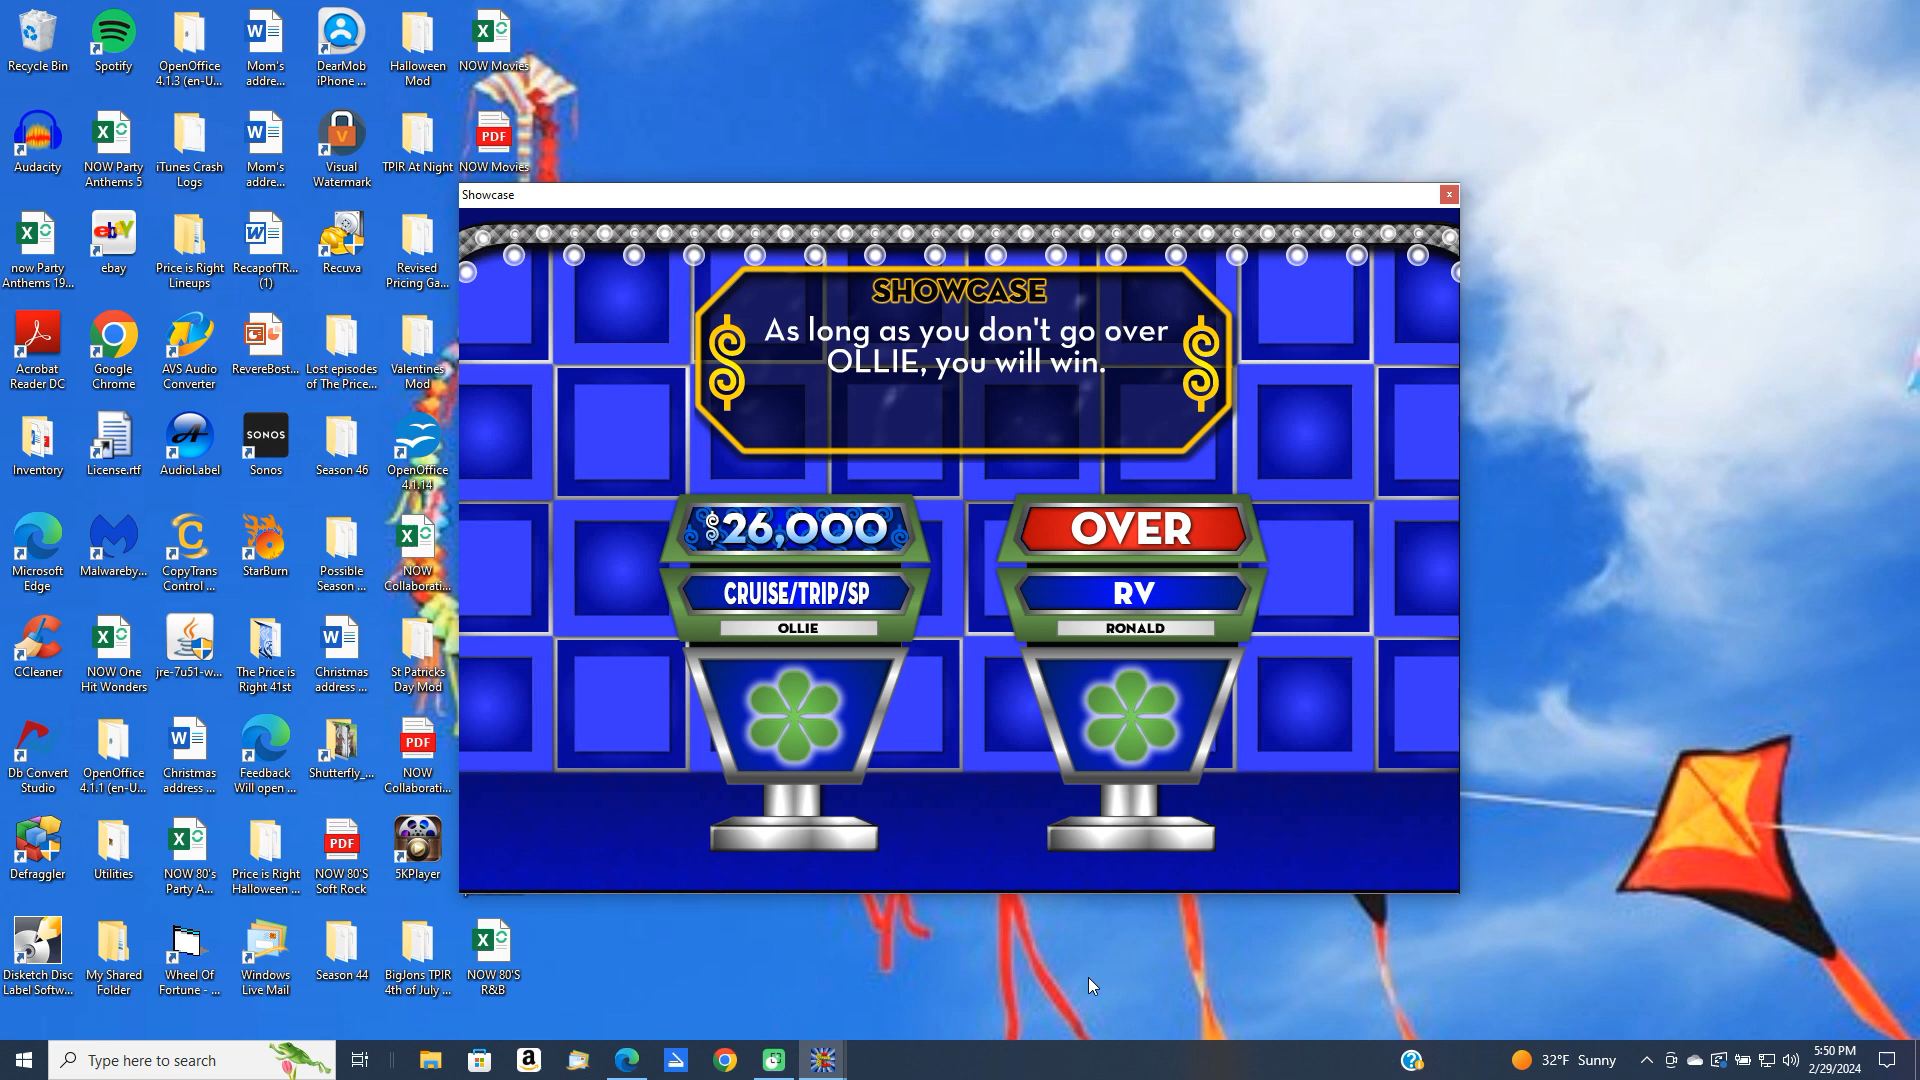 Recycle Bin
Spotify
OpenOffice
4.1.3 (en-U...
Mom's
addre...
DearMob
iPhone ...
Halloween
Mod
NOW Movies
Audacity
NOW Party
Anthems 5
iTunes Crash
Logs
Mom's
addre...
Visual
Watermark
TPIR At Night
PDF
NOW Movies
now Party
Anthems 19...
ebay
ebay
Price is Right
Lineups
RecapofTR...
(1)
Recuva
Revised
Pricing Ga...
Acrobat
Reader DC
Google
Chrome
AVS Audio
Converter
RevereBost...
Lost episodes
of The Price...
Valentines
Mod
Inventory
License.rtf
AudioLabel
SONOS
Sonos
Season 46
OpenOffice
4.1.14
Microsoft
Edge
Malwareby...
CopyTrans
Control ...
StarBurn
Possible
Season ...
NOW
Collaborati...
CCleaner
NOW One
Hit Wonders
jre-7u51-w...
The Price is
Right 41st
Christmas
address ...
St Patricks
Day Mod
Db Convert
Studio
OpenOffice
4.1.1 (en-U...
Christmas
address ...
Feedback
Will open ...
Shutterfly_...
PDF
NOW
Collaborati...
Defraggler
Utilities
NOW 80's
Party A...
Price is Right
Halloween ...
PDF
NOW 80'S
Soft Rock
5KPlayer
Disketch Disc
Label Softw...
My Shared
Folder
Wheel Of
Fortune - ...
Windows
Live Mail
Season 44
BigJons TPIR
4th of July ...
NOW 80'S
R&B
Showcase
x
SHOWCASE
As long as you don't go over
OLLIE, you will win.
$26,000
CRUISE/TRIP/SP
OLLIE
OVER
RV
RONALD
Type here to search
32°F Sunny
5:50 PM
2/29/2024